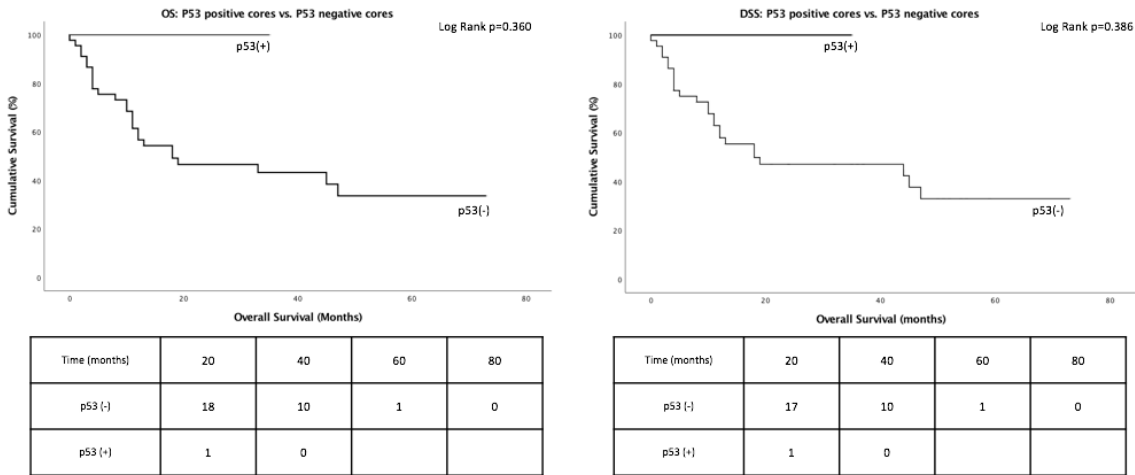 OS: P53 positive cores vs. P53 negative cores
Log Rank p=0.360
p53(+)
100
80
60
40
20
0
Cumulative Survival (%)
p53(-)
0 20 40 60 80
Overall Survival (Months)
Time (months) 20 40 60 80
p53 (-) 18 10 1 0
p53 (+) 1 0
DSS: P53 positive cores vs. P53 negative cores
Log Rank p=0.386
p53(+)
100
80
60
40
20
0
Cumulative Survival (%)
p53(-)
0 20 40 60 80
Overall Survival (months)
Time (months) 20 40 60 80
p53 (-) 17 10 1 0
p53 (+) 1 0